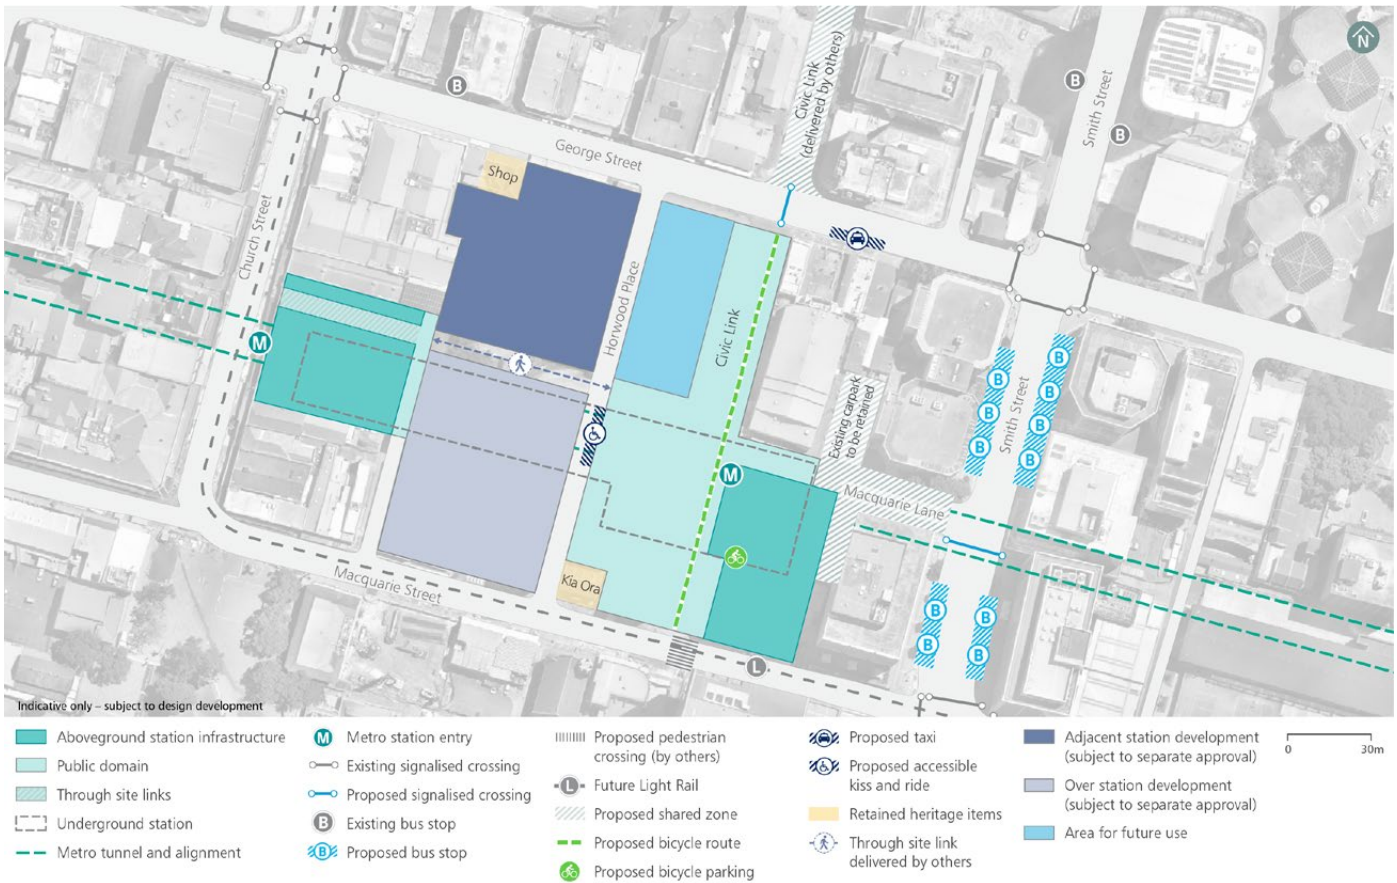 N
B
B
B
Civic Link
(delivered by others)
Smith Street
George Street
Shop
Church Street
Horwood Place
Civic Link
M
Existing carpark
to be retained
Smith Street
B
B
B
B
B
B
M
Macquarie Lane
Kia Ora
Macquarie Street
B
B
B
B
L
Indicative only – subject to design development
Aboveground station infrastructure
Public domain
Through site links
Underground station
Metro tunnel and alignment
M Metro station entry
Existing signalised crossing
Proposed signalised crossing
B Existing bus stop
B Proposed bus stop
Proposed pedestrian
crossing (by others)
L Future Light Rail
Proposed shared zone
Proposed bicycle route
Proposed bicycle parking
Proposed taxi
Proposed accessible
kiss and ride
Retained heritage items
Through site link
delivered by others
Adjacent station development
(subject to separate approval)
Over station development
(subject to separate approval)
Area for future use
0 30m